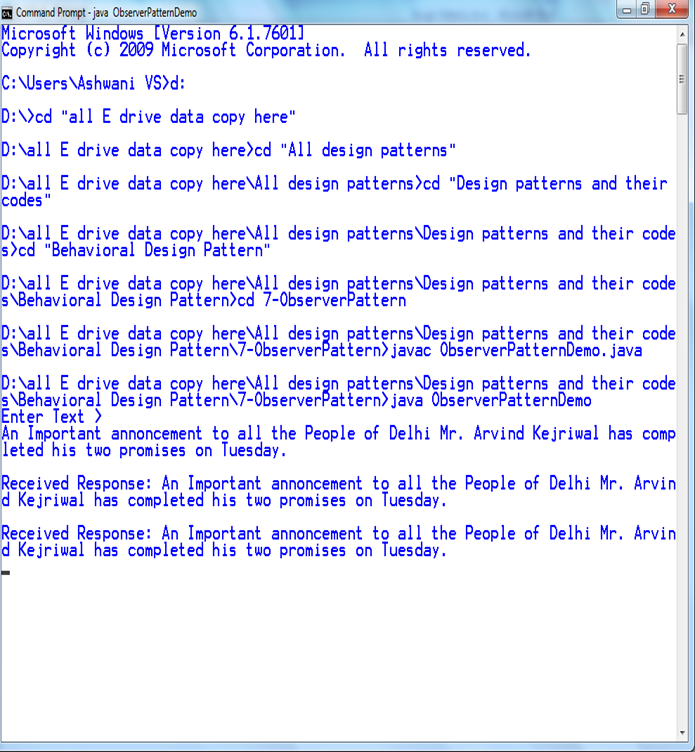 Command Prompt - java  ObserverPatternDemo
Microsoft Windows [Version 6.1.7601]
Copyright (c) 2009 Microsoft Corporation.  All rights reserved.
C:\Users\Ashwani VS>d:
D:\>cd "all E drive data copy here"
D:\all E drive data copy here>cd "All design patterns"
D:\all E drive data copy here\All design patterns>cd "Design patterns and their
codes"
D:\all E drive data copy here\All design patterns\Design patterns and their code
s>cd "Behavioral Design Pattern"
D:\all E drive data copy here\All design patterns\Design patterns and their code
s\Behavioral Design Pattern>cd 7-ObserverPattern
D:\all E drive data copy here\All design patterns\Design patterns and their code
s\Behavioral Design Pattern\7-ObserverPattern>javac ObserverPatternDemo.java
D:\all E drive data copy here\All design patterns\Design patterns and their code
s\Behavioral Design Pattern\7-ObserverPattern>java ObserverPatternDemo
Enter Text >
An Important annoncement to all the People of Delhi Mr. Arvind Kejriwal has comp
leted his two promises on Tuesday.
Received Response: An Important annoncement to all the People of Delhi Mr. Arvin
d Kejriwal has completed his two promises on Tuesday.
Received Response: An Important annoncement to all the People of Delhi Mr. Arvin
d Kejriwal has completed his two promises on Tuesday.